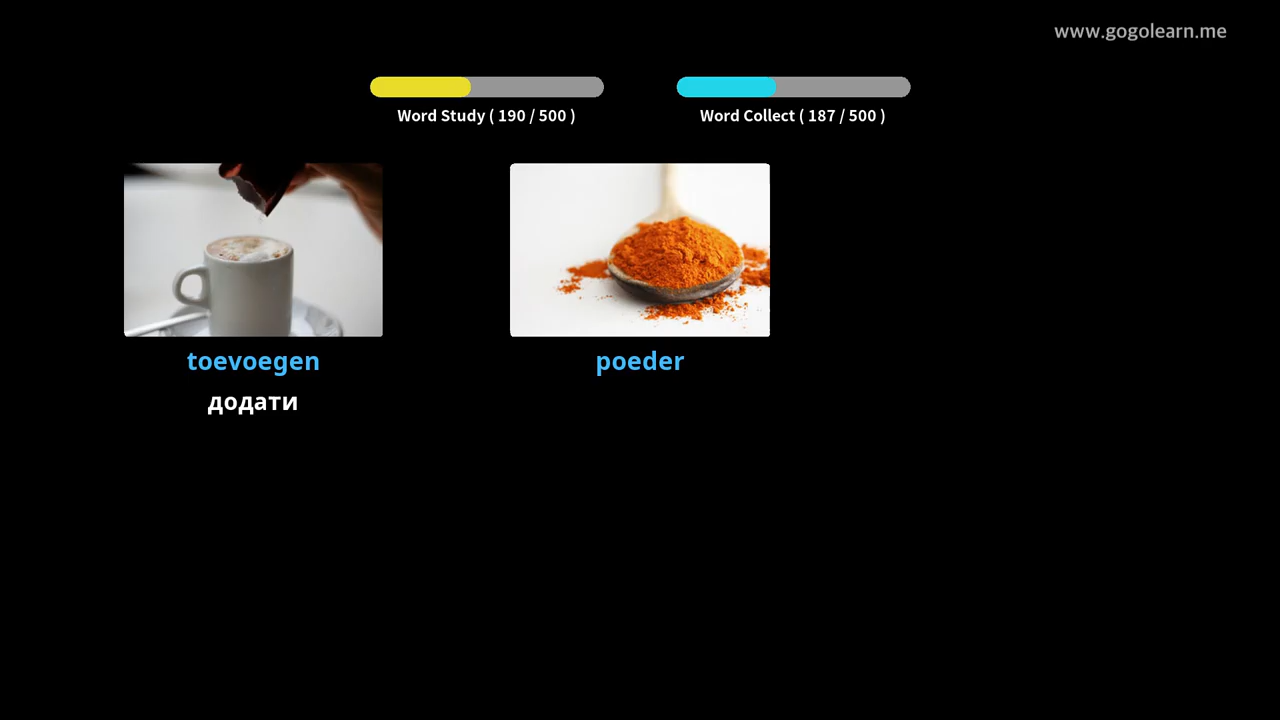 www.gogolearn.me
Word Study ( 190 / 500 )
Word Collect ( 187 / 500 )
toevoegen
додати
poeder